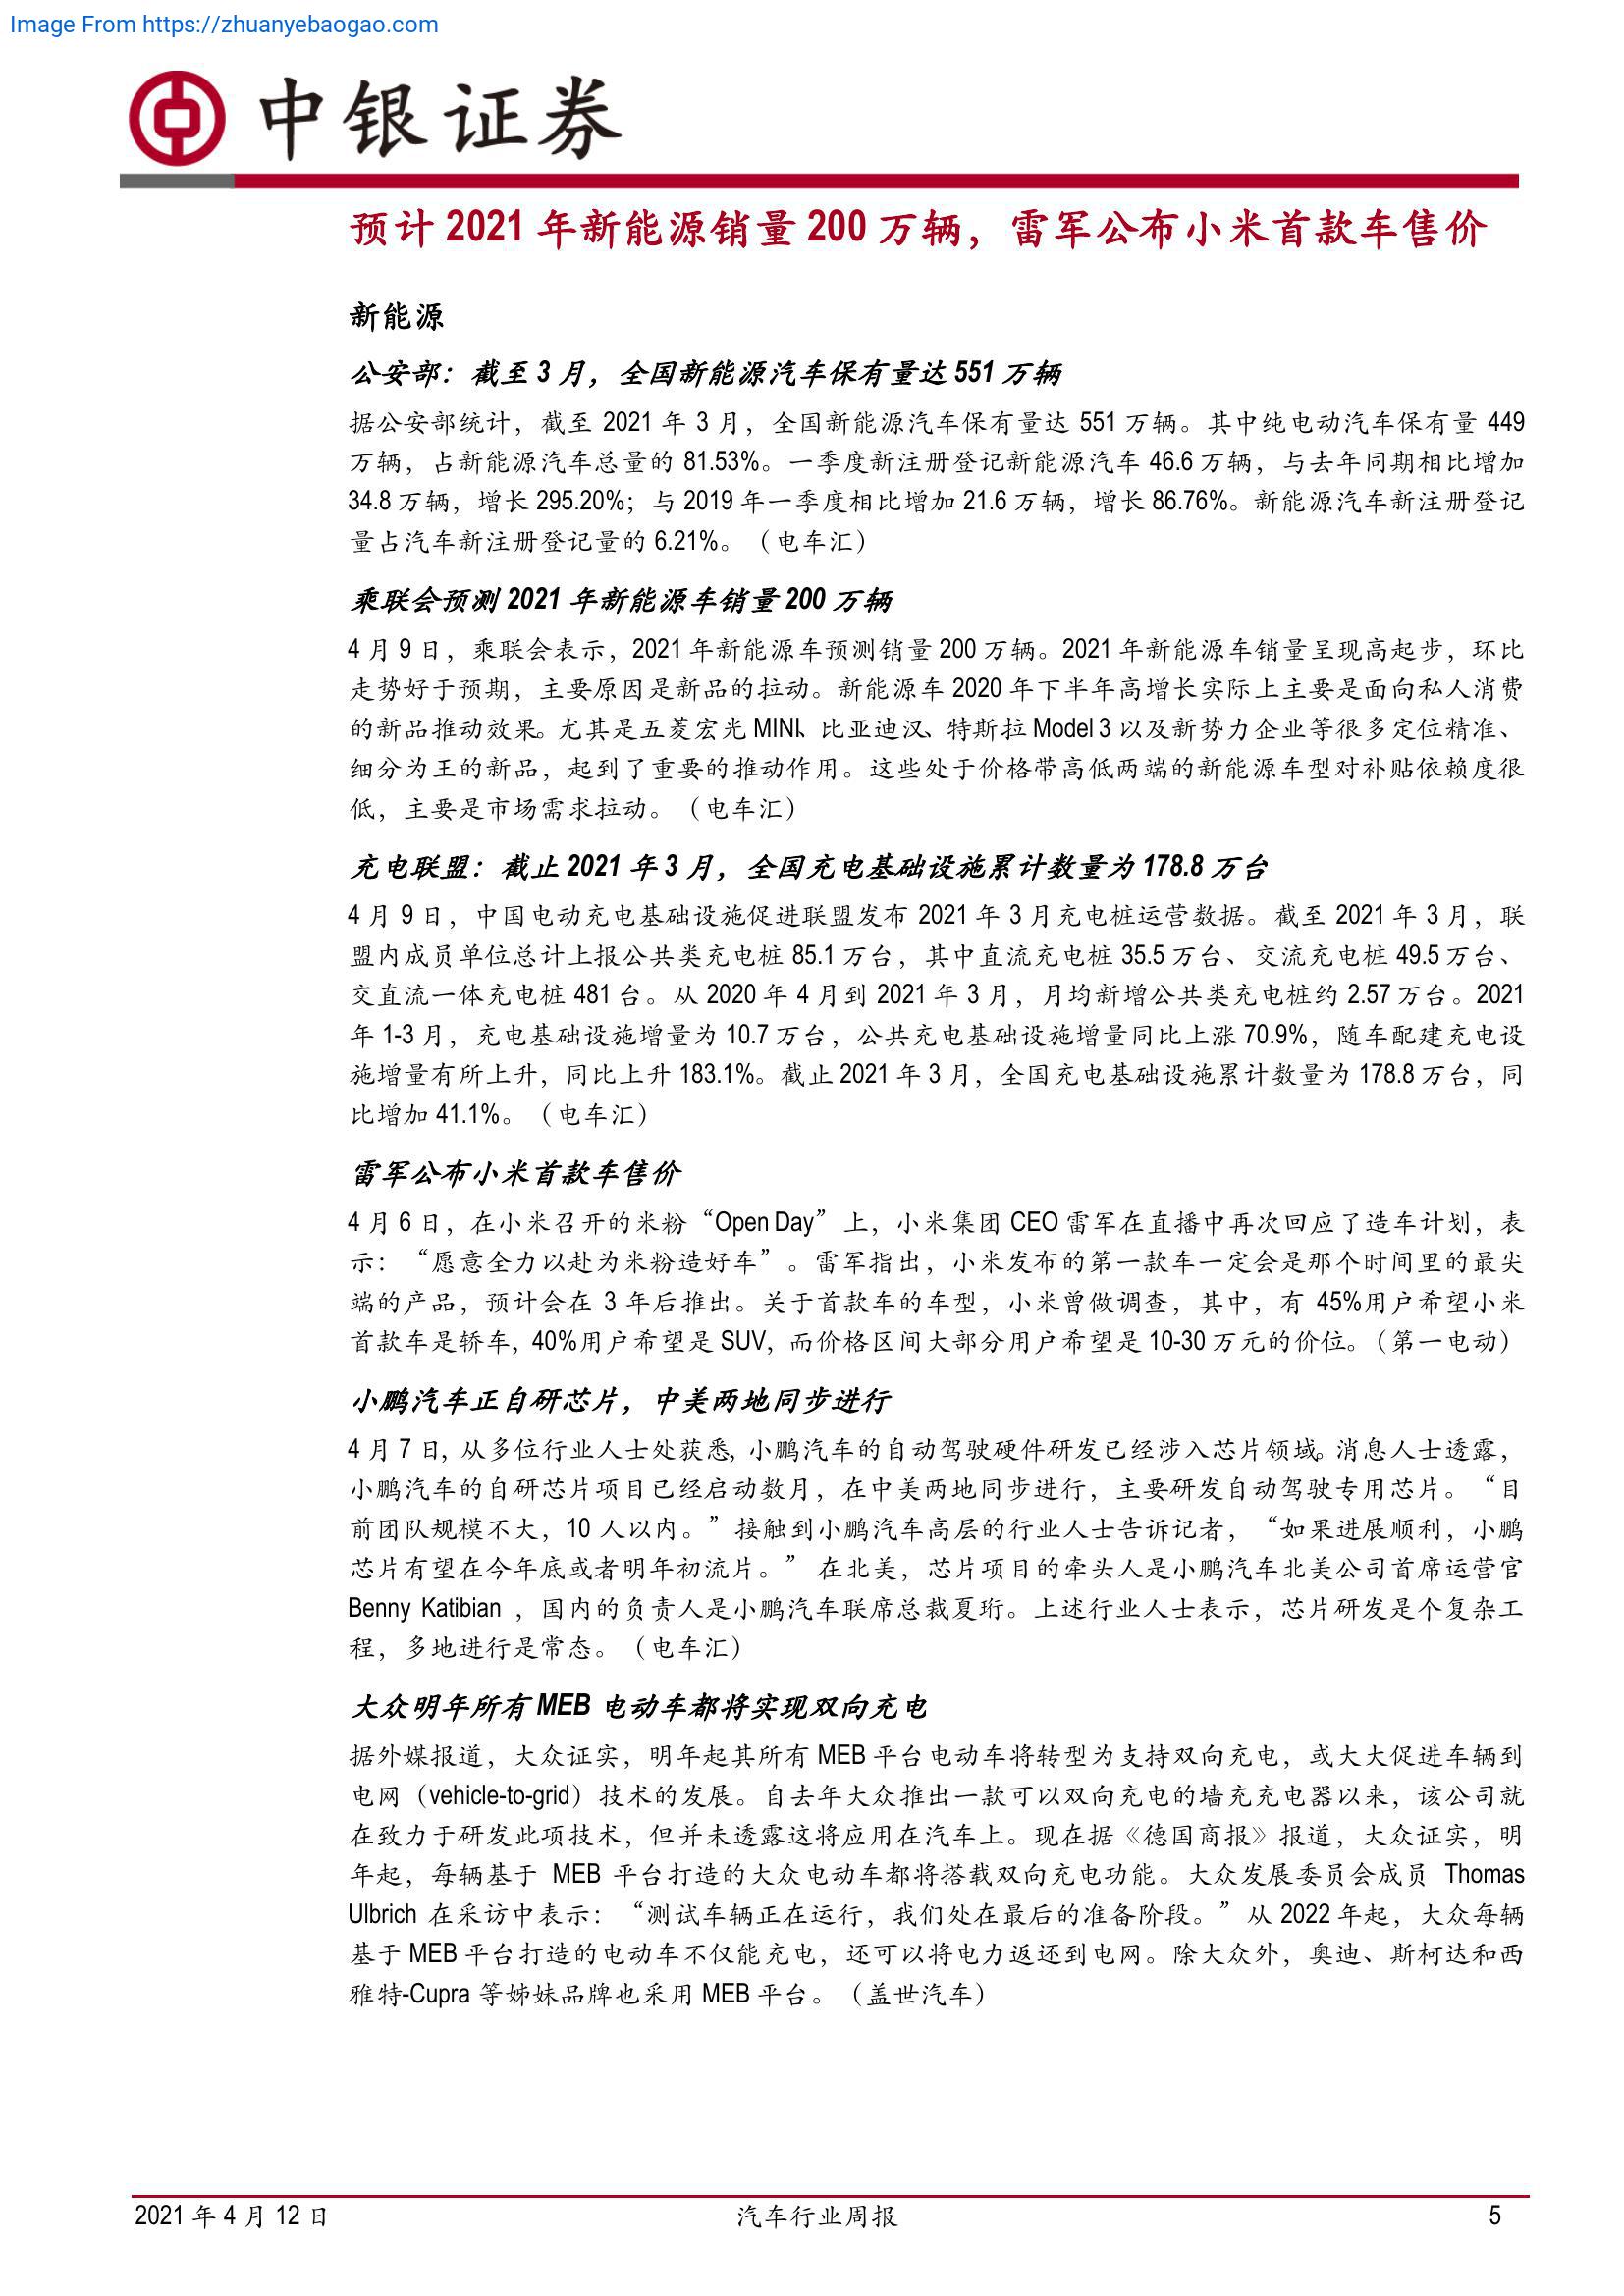 Image From https://zhuanyebaogao.com
中银证券
预计 2021 年新能源销量 200 万辆，雷军公布小米首款车售价
新能源
公安部：截至 3 月，全国新能源汽车保有量达 551 万辆
据公安部统计，截至 2021 年 3 月，全国新能源汽车保有量达 551 万辆。其中纯电动汽车保有量 449
万辆，占新能源汽车总量的 81.53%。一季度新注册登记新能源汽车 46.6 万辆，与去年同期相比增加
34.8 万辆，增长 295.20%；与 2019 年一季度相比增加 21.6 万辆，增长 86.76%。新能源汽车新注册登记
量占汽车新注册登记量的 6.21%。（电车汇）
乘联会预测 2021 年新能源车销量 200 万辆
4 月 9 日，乘联会表示，2021 年新能源车预测销量 200 万辆。2021 年新能源车销量呈现高起步，环比
走势好于预期，主要原因是新品的拉动。新能源车 2020 年下半年高增长实际上主要是面向私人消费
的新品推动效果。尤其是五菱宏光 MINI、比亚迪汉、特斯拉 Model 3 以及新势力企业等很多定位精准、
细分为王的新品，起到了重要的推动作用。这些处于价格带高低两端的新能源车型对补贴依赖度很
低，主要是市场需求拉动。（电车汇）
充电联盟：截止 2021 年 3 月，全国充电基础设施累计数量为 178.8 万台
4 月 9 日，中国电动充电基础设施促进联盟发布 2021 年 3 月充电桩运营数据。截至 2021 年 3 月，联
盟内成员单位总计上报公共类充电桩 85.1 万台，其中直流充电桩 35.5 万台、交流充电桩 49.5 万台、
交直流一体充电桩 481 台。从 2020 年 4 月到 2021 年 3 月，月均新增公共类充电桩约 2.57 万台。2021
年 1-3 月，充电基础设施增量为 10.7 万台，公共充电基础设施增量同比上涨 70.9%，随车配建充电设
施增量有所上升，同比上升 183.1%。截止 2021 年 3 月，全国充电基础设施累计数量为 178.8 万台，同
比增加 41.1%。（电车汇）
雷军公布小米首款车售价
4 月 6 日，在小米召开的米粉“Open Day”上，小米集团 CEO 雷军在直播中再次回应了造车计划，表
示：“愿意全力以赴为米粉造好车”。雷军指出，小米发布的第一款车一定会是那个时间里的最尖
端的产品，预计会在 3 年后推出。关于首款车的车型，小米曾做调查，其中，有 45%用户希望小米
首款车是轿车，40%用户希望是 SUV，而价格区间大部分用户希望是 10-30 万元的价位。（第一电动）
小鹏汽车正自研芯片，中美两地同步进行
4 月 7 日，从多位行业人士处获悉，小鹏汽车的自动驾驶硬件研发已经涉入芯片领域。消息人士透露，
小鹏汽车的自研芯片项目已经启动数月，在中美两地同步进行，主要研发自动驾驶专用芯片。“目
前团队规模不大，10 人以内。”接触到小鹏汽车高层的行业人士告诉记者，“如果进展顺利，小鹏
芯片有望在今年底或者明年初流片。” 在北美，芯片项目的牵头人是小鹏汽车北美公司首席运营官
Benny Katibian ，国内的负责人是小鹏汽车联席总裁夏珩。上述行业人士表示，芯片研发是个复杂工
程，多地进行是常态。（电车汇）
大众明年所有 MEB 电动车都将实现双向充电
据外媒报道，大众证实，明年起其所有 MEB 平台电动车将转型为支持双向充电，或大大促进车辆到
电网（vehicle-to-grid）技术的发展。自去年大众推出一款可以双向充电的墙充充电器以来，该公司就
在致力于研发此项技术，但并未透露这将应用在汽车上。现在据《德国商报》报道，大众证实，明
年起，每辆基于 MEB 平台打造的大众电动车都将搭载双向充电功能。大众发展委员会成员 Thomas
Ulbrich 在采访中表示：“测试车辆正在运行，我们处在最后的准备阶段。”从 2022 年起，大众每辆
基于 MEB 平台打造的电动车不仅能充电，还可以将电力返还到电网。除大众外，奥迪、斯柯达和西
雅特-Cupra 等姊妹品牌也采用 MEB 平台。（盖世汽车）
2021 年 4 月 12 日
汽车行业周报
5